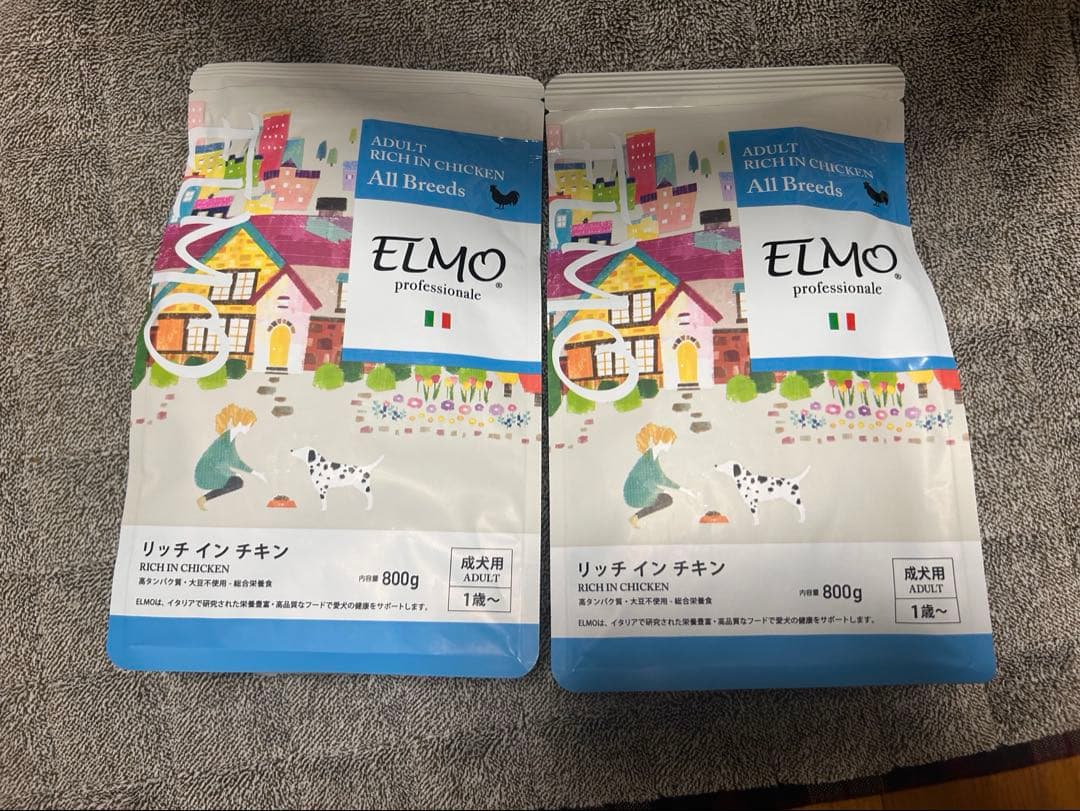 ELMO
ADULT
RICH IN CHICKEN
All Breeds
ELMO®
professionale
リッチ イン チキン
RICH IN CHICKEN
高タンパク質・大豆不使用 - 総合栄養食
内容量 800g
成犬用
ADULT
1歳〜
ELMOは、イタリアで研究された栄養豊富・高品質なフードで愛犬の健康をサポートします。
ELMO
ADULT
RICH IN CHICKEN
All Breeds
ELMO®
professionale
リッチ イン チキン
RICH IN CHICKEN
高タンパク質・大豆不使用 - 総合栄養食
内容量 800g
成犬用
ADULT
1歳〜
ELMOは、イタリアで研究された栄養豊富・高品質なフードで愛犬の健康をサポートします。